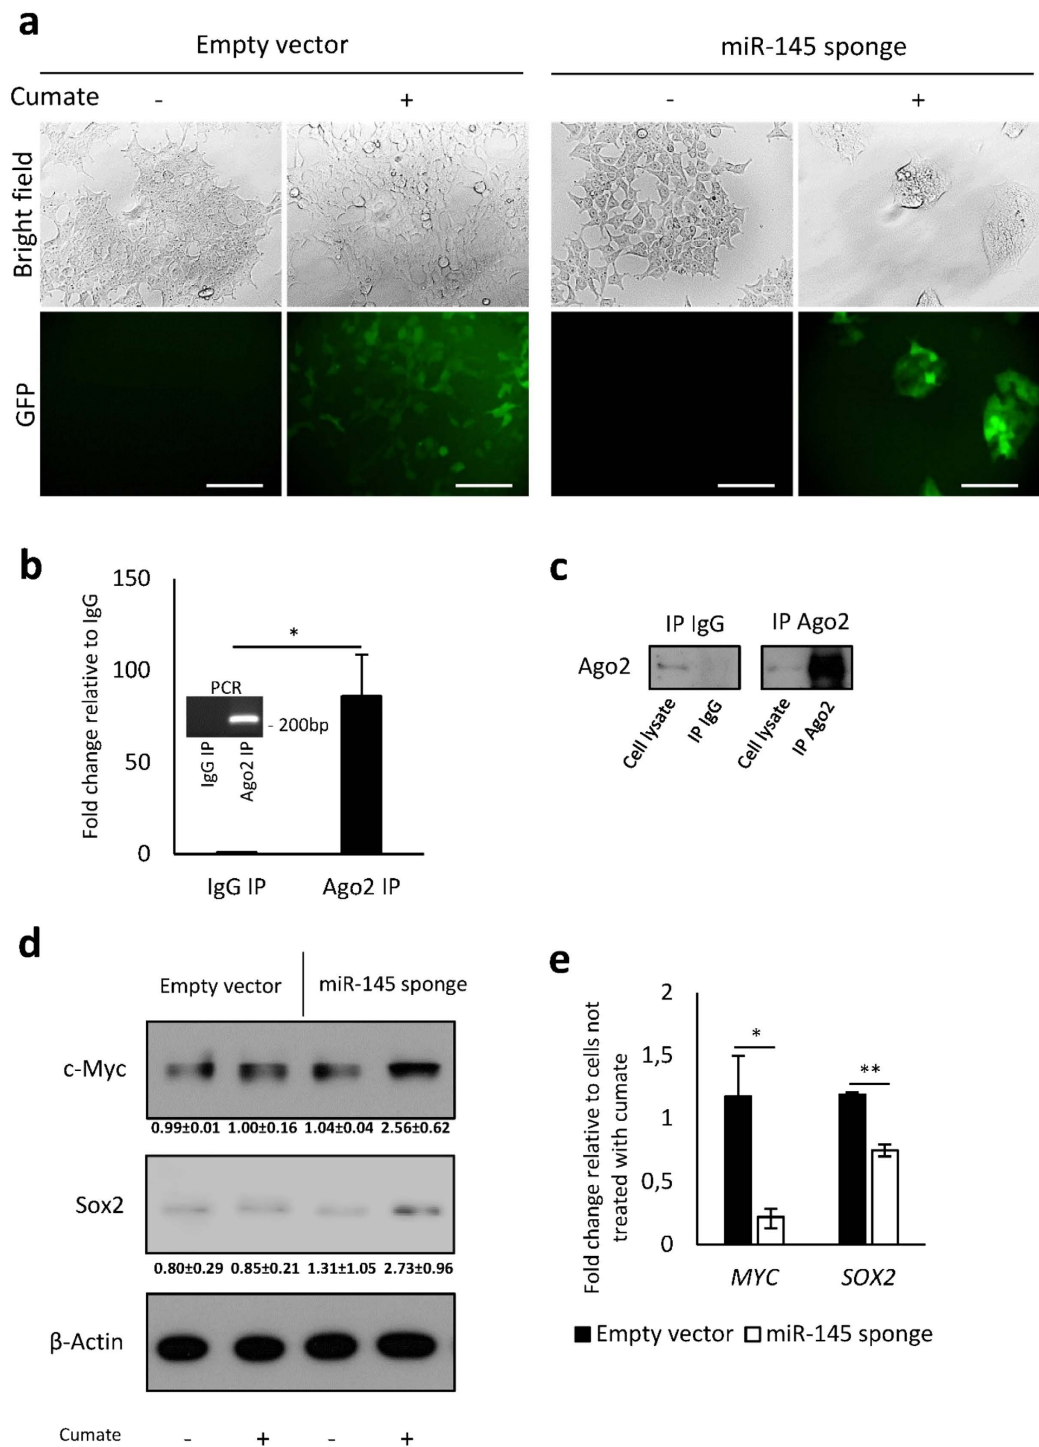 a
Empty vector
miR-145 sponge
Cumate - + - +
Bright field
GFP
b
Fold change relative to IgG
150
100
50
0
*
PCR
- 200bp
IgG IP
Ago2 IP
IgG IP Ago2 IP
c
IP IgG IP Ago2
Ago2
Cell lysate
IP IgG
Cell lysate
IP Ago2
d
Empty vector miR-145 sponge
c-Myc
0.99±0.01 1.00±0.16 1.04±0.04 2.56±0.62
Sox2
0.80±0.29 0.85±0.21 1.31±1.05 2.73±0.96
β-Actin
Cumate - + - +
e
Fold change relative to cells not
treated with cumate
2
1,5
1
0,5
0
*
**
MYC SOX2
Empty vector miR-145 sponge